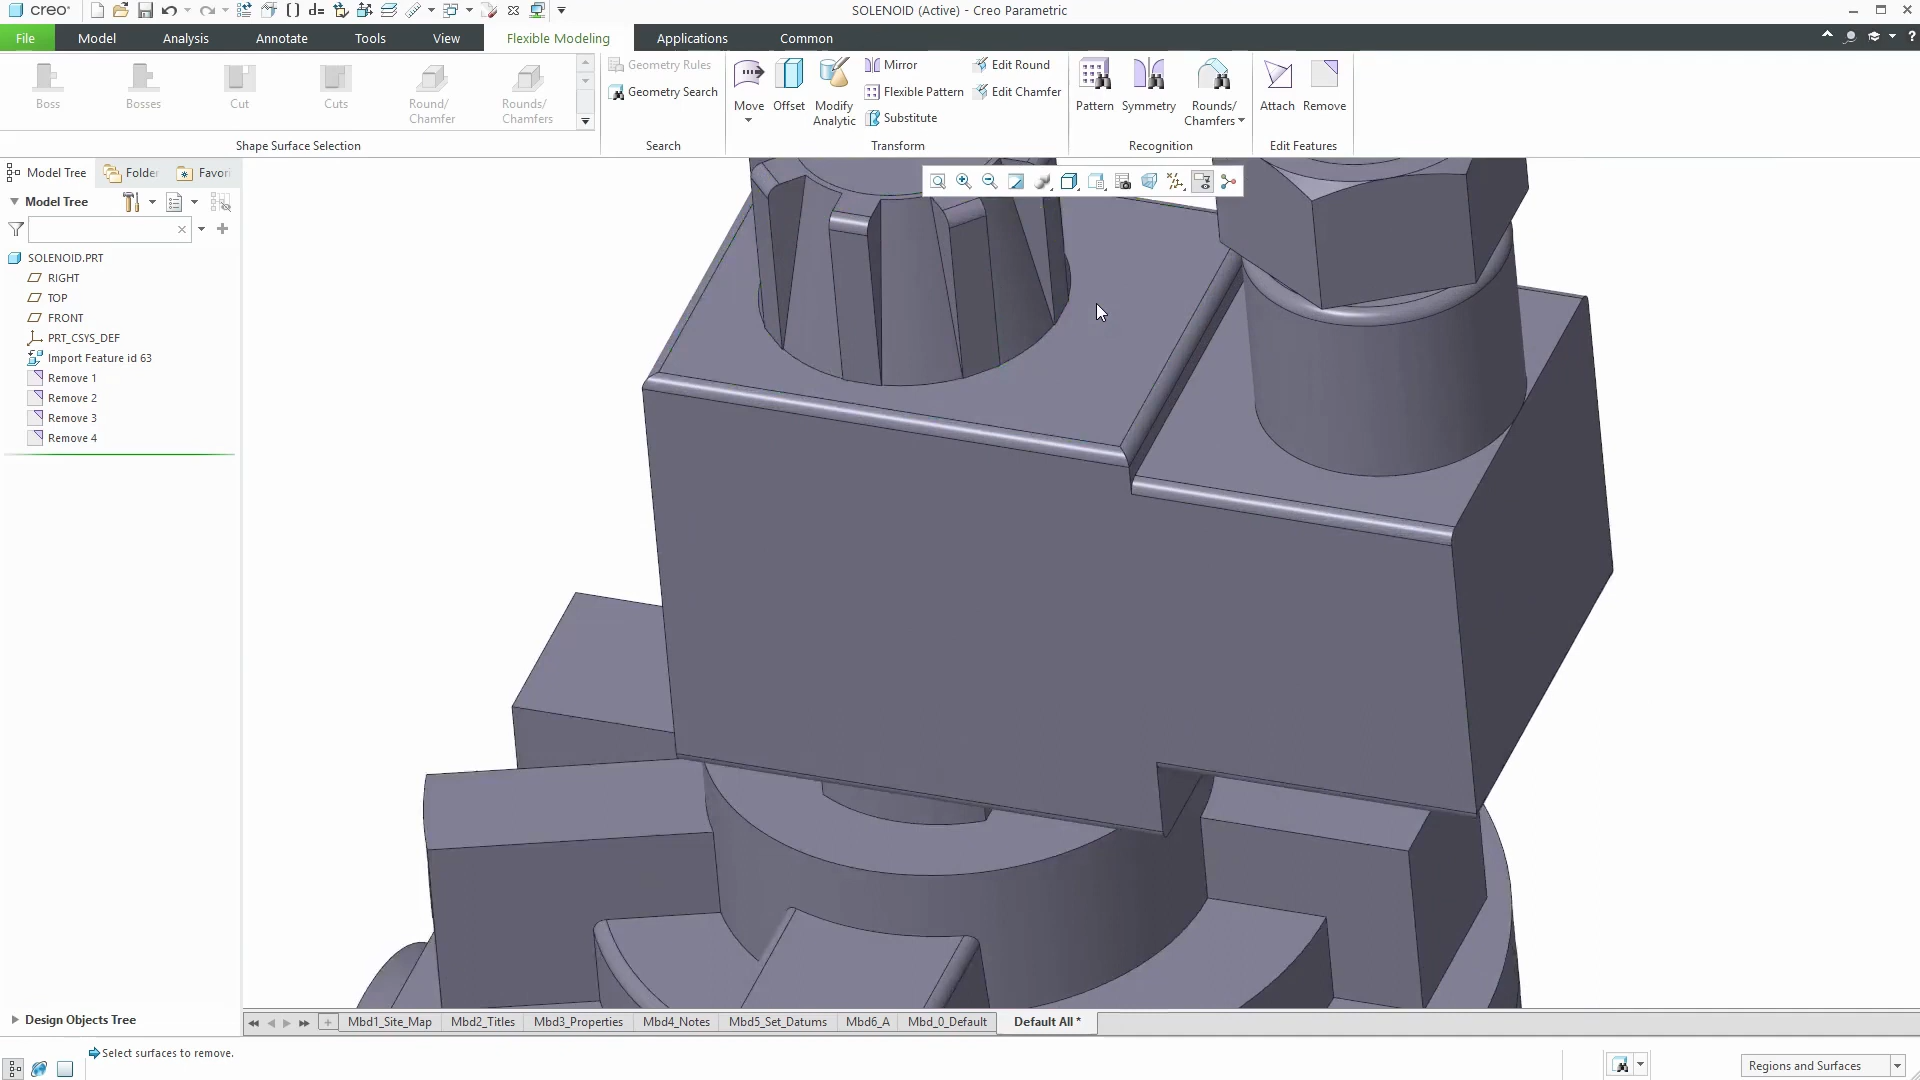 creo
d=
SOLENOID (Active) - Creo Parametric
File Model Analysis Annotate Tools View Flexible Modeling Applications Common
Boss Bosses Cut Cuts Round/ Chamfer Rounds/ Chamfers
Shape Surface Selection
Geometry Rules
Geometry Search
Search
Move Offset Modify Analytic
Mirror
Flexible Pattern
Substitute
Edit Round
Edit Chamfer
Transform
Pattern Symmetry Rounds/ Chamfers
Recognition
Attach Remove
Edit Features
Model Tree Folde Favori
Model Tree
SOLENOID.PRT
RIGHT
TOP
FRONT
PRT_CSYS_DEF
Import Feature id 63
Remove 1
Remove 2
Remove 3
Remove 4
Design Objects Tree
Mbd1_Site_Map Mbd2_Titles Mbd3_Properties Mbd4_Notes Mbd5_Set_Datums Mbd6_A Mbd_0_Default Default All *
Select surfaces to remove.
Regions and Surfaces